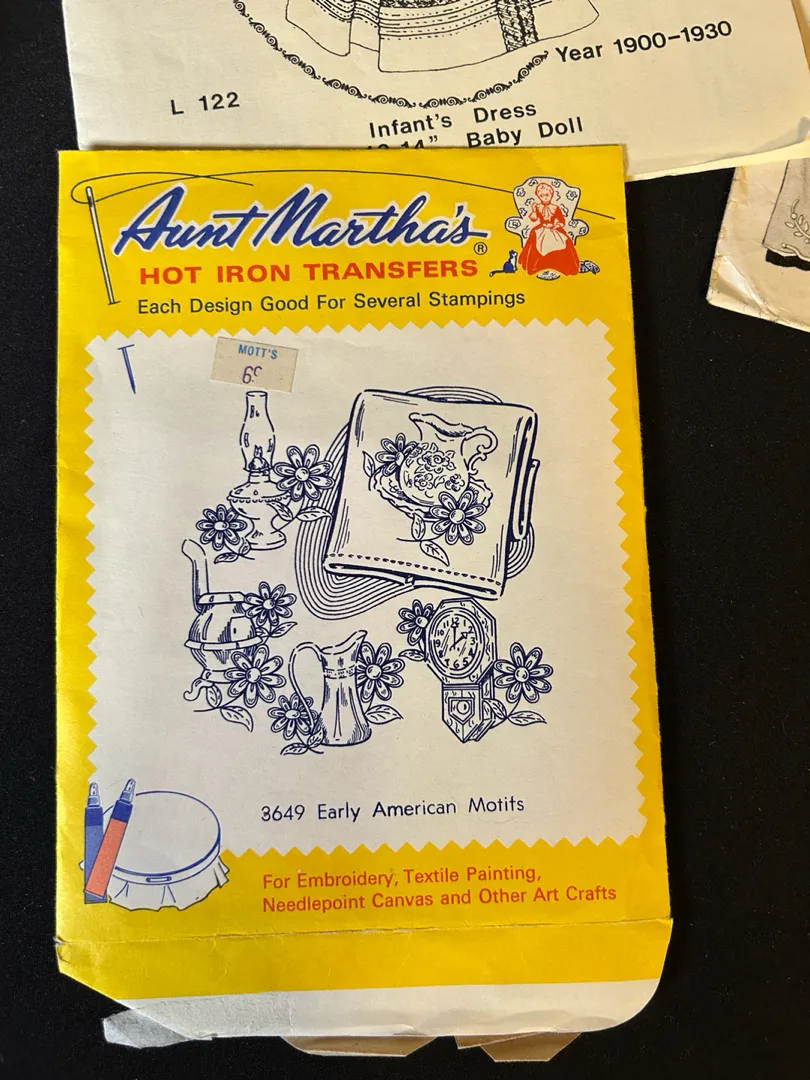 Year 1900-1930
L 122
Infant's Dress
Baby Doll
Aunt Martha's®
HOT IRON TRANSFERS
Each Design Good For Several Stampings
MOTT'S
6¢
3649 Early American Motifs
For Embroidery, Textile Painting,
Needlepoint Canvas and Other Art Crafts